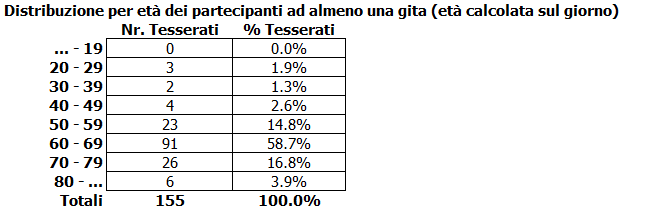 Distribuzione per età dei partecipanti ad almeno una gita (età calcolata sul giorno)
Nr. Tesserati % Tesserati
... - 19 0 0.0%
20 - 29 3 1.9%
30 - 39 2 1.3%
40 - 49 4 2.6%
50 - 59 23 14.8%
60 - 69 91 58.7%
70 - 79 26 16.8%
80 - ... 6 3.9%
Totali 155 100.0%